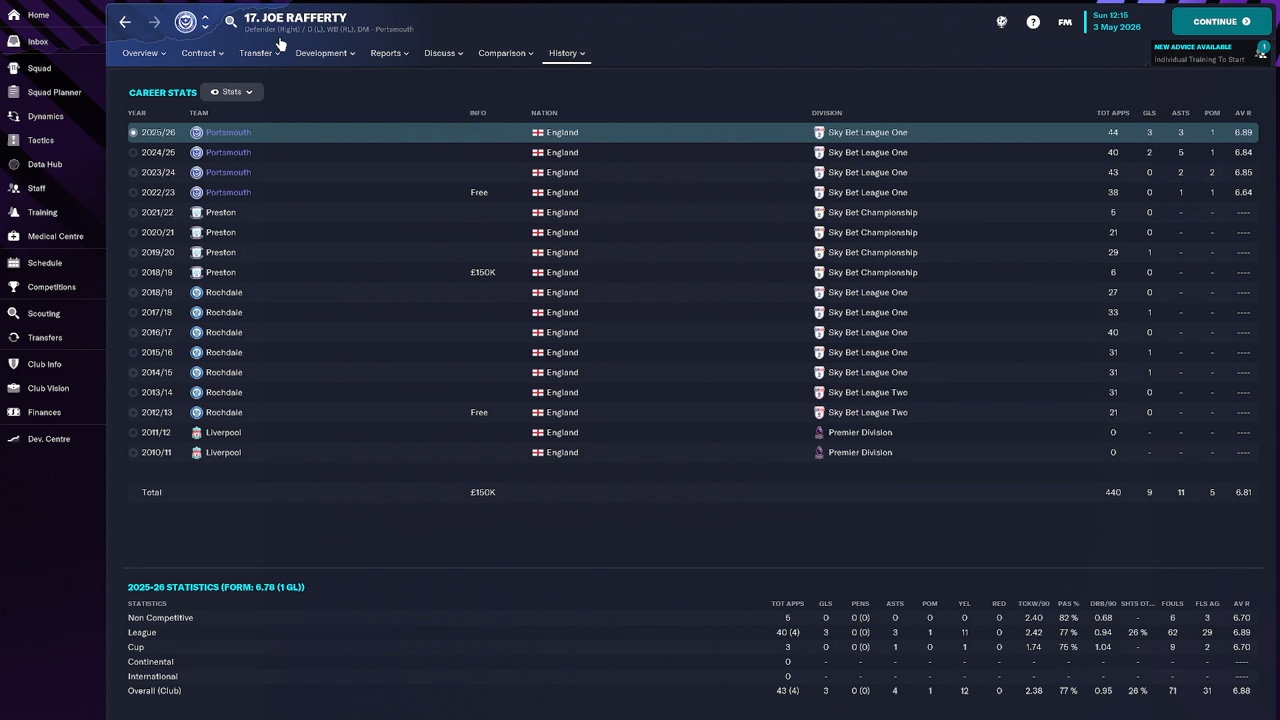 Home
Inbox
Squad
Squad Planner
Dynamics
Tactics
Data Hub
Staff
Training
Medical Centre
Schedule
Competitions
Scouting
Transfers
Club Info
Club Vision
Finances
Dev. Centre
17. JOE RAFFERTY
Defender (Right) / D (L), WB (RL), DM - Portsmouth
FM
Sun 12:15
3 May 2026
CONTINUE
NEW ADVICE AVAILABLE
Individual Training To Start
1
Overview Contract Transfer Development Reports Discuss Comparison History
CAREER STATS Stats
YEAR TEAM INFO NATION DIVISION TOT APPS GLS ASTS POM AV R
2025/26 Portsmouth England Sky Bet League One 44 3 3 1 6.89
2024/25 Portsmouth England Sky Bet League One 40 2 5 1 6.84
2023/24 Portsmouth England Sky Bet League One 43 0 2 2 6.85
2022/23 Portsmouth Free England Sky Bet League One 38 0 1 1 6.64
2021/22 Preston England Sky Bet Championship 5 0 - - ----
2020/21 Preston England Sky Bet Championship 21 0 - - ----
2019/20 Preston England Sky Bet Championship 29 1 - - ----
2018/19 Preston £150K England Sky Bet Championship 6 0 - - ----
2018/19 Rochdale England Sky Bet League One 27 0 - - ----
2017/18 Rochdale England Sky Bet League One 33 1 - - ----
2016/17 Rochdale England Sky Bet League One 40 0 - - ----
2015/16 Rochdale England Sky Bet League One 31 1 - - ----
2014/15 Rochdale England Sky Bet League One 31 1 - - ----
2013/14 Rochdale England Sky Bet League Two 31 0 - - ----
2012/13 Rochdale Free England Sky Bet League Two 21 0 - - ----
2011/12 Liverpool England Premier Division 0 - - - ----
2010/11 Liverpool England Premier Division 0 - - - ----
Total £150K 440 9 11 5 6.81
2025-26 STATISTICS (FORM: 6.78 (1 GL))
STATISTICS TOT APPS GLS PENS ASTS POM YEL RED TCKW/90 PAS % DRB/90 SHTS OT... FOULS FLS AG AV R
Non Competitive 5 0 0 (0) 0 0 0 0 2.40 82 % 0.68 - 6 3 6.70
League 40 (4) 3 0 (0) 3 1 11 0 2.42 77 % 0.94 26 % 62 29 6.89
Cup 3 - 0 (0) 1 0 1 0 1.74 75 % 1.04 - 9 2 6.70
Continental 0 - - - - - - - - - - - - ----
International 0 - - - - - - - - - - - - ----
Overall (Club) 43 (4) 3 0 (0) 4 1 12 0 2.38 77 % 0.95 26 % 71 31 6.88